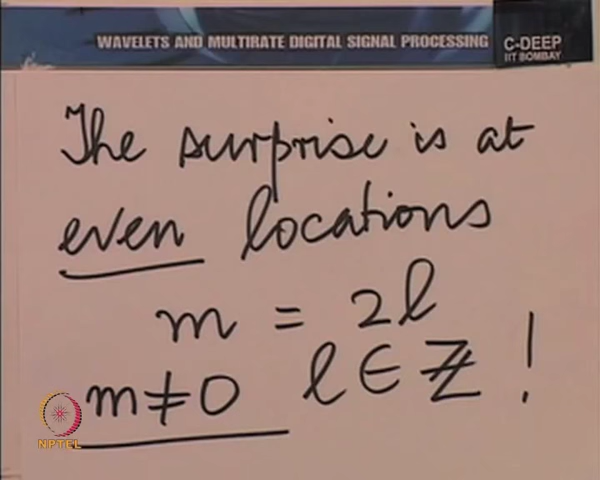 WAVELETS AND MULTIRATE DIGITAL SIGNAL PROCESSING
C-DEEP
IIT BOMBAY
The surprise is at
even locations
m = 2l
m≠0 l∈ℤ !
NPTEL